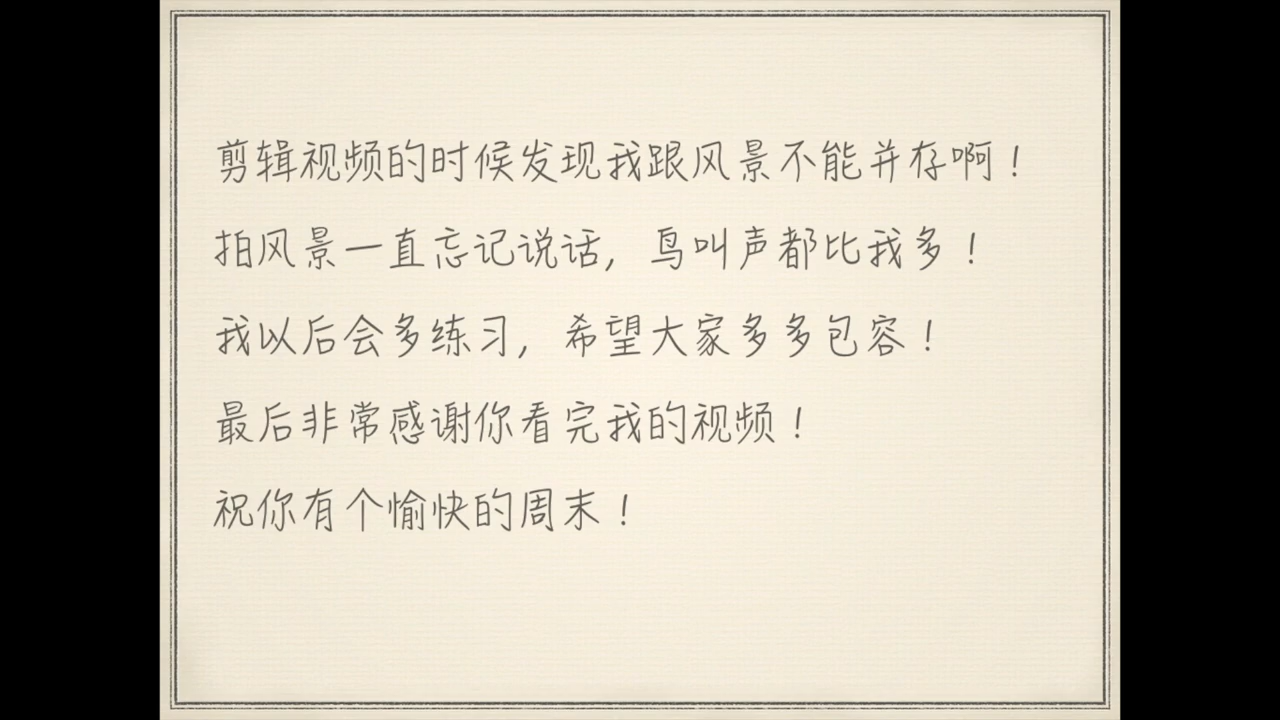 剪辑视频的时候发现我跟风景不能并存啊！
拍风景一直忘记说话，鸟叫声都比我多！
我以后会多练习，希望大家多多包容！
最后非常感谢你看完我的视频！
祝你有个愉快的周末！